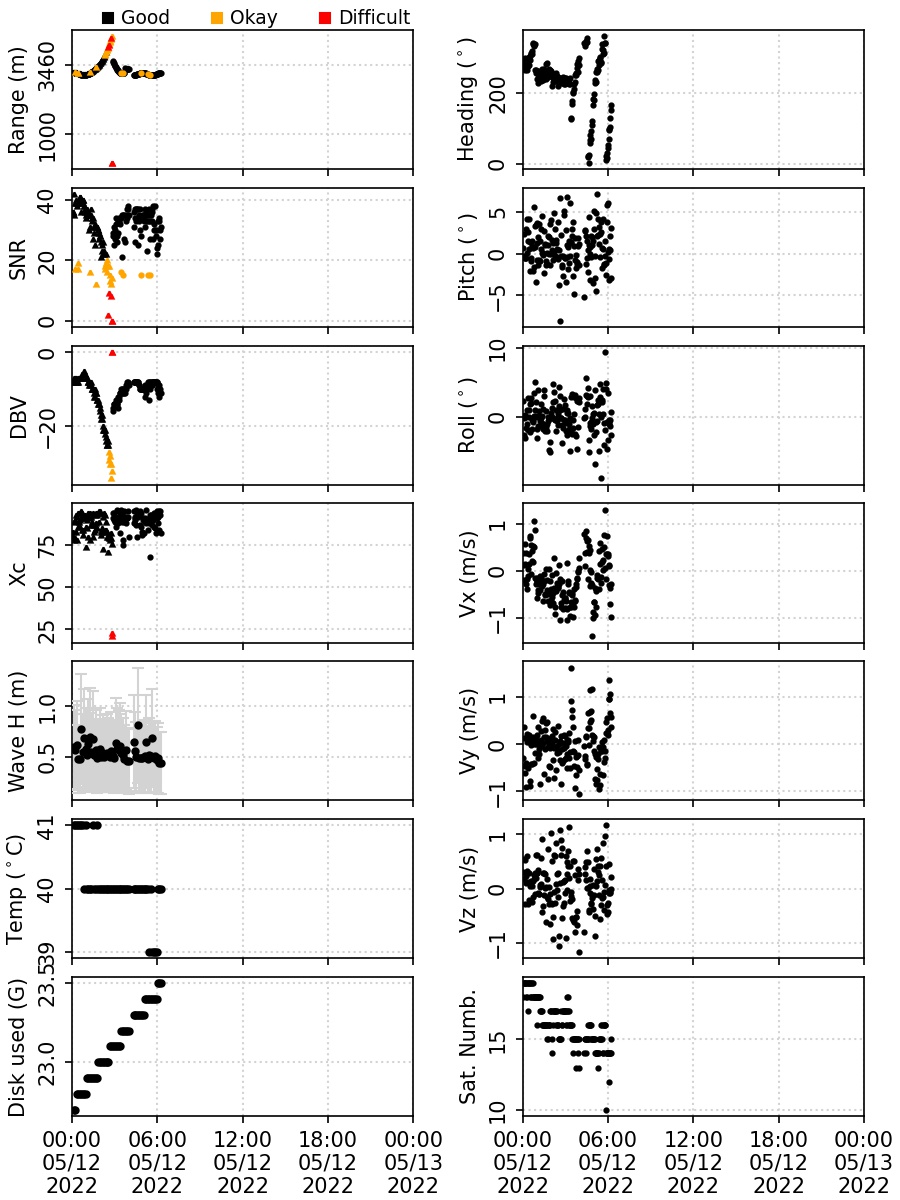 Good Okay Difficult
Range (m)
3460
1000
Heading (°)
200
0
SNR
40
20
0
Pitch (°)
5
0
−5
DBV
0
−20
Roll (°)
10
0
Xc
75
50
25
Vx (m/s)
1
0
−1
Wave H (m)
1.0
0.5
Vy (m/s)
1
0
−1
Temp (°C)
41
40
39
Vz (m/s)
1
0
−1
Disk used (G)
23.5
23.0
Sat. Numb.
15
10
00:00 06:00 12:00 18:00 00:00
05/12 05/12 05/12 05/12 05/13
2022 2022 2022 2022 2022
00:00 06:00 12:00 18:00 00:00
05/12 05/12 05/12 05/12 05/13
2022 2022 2022 2022 2022